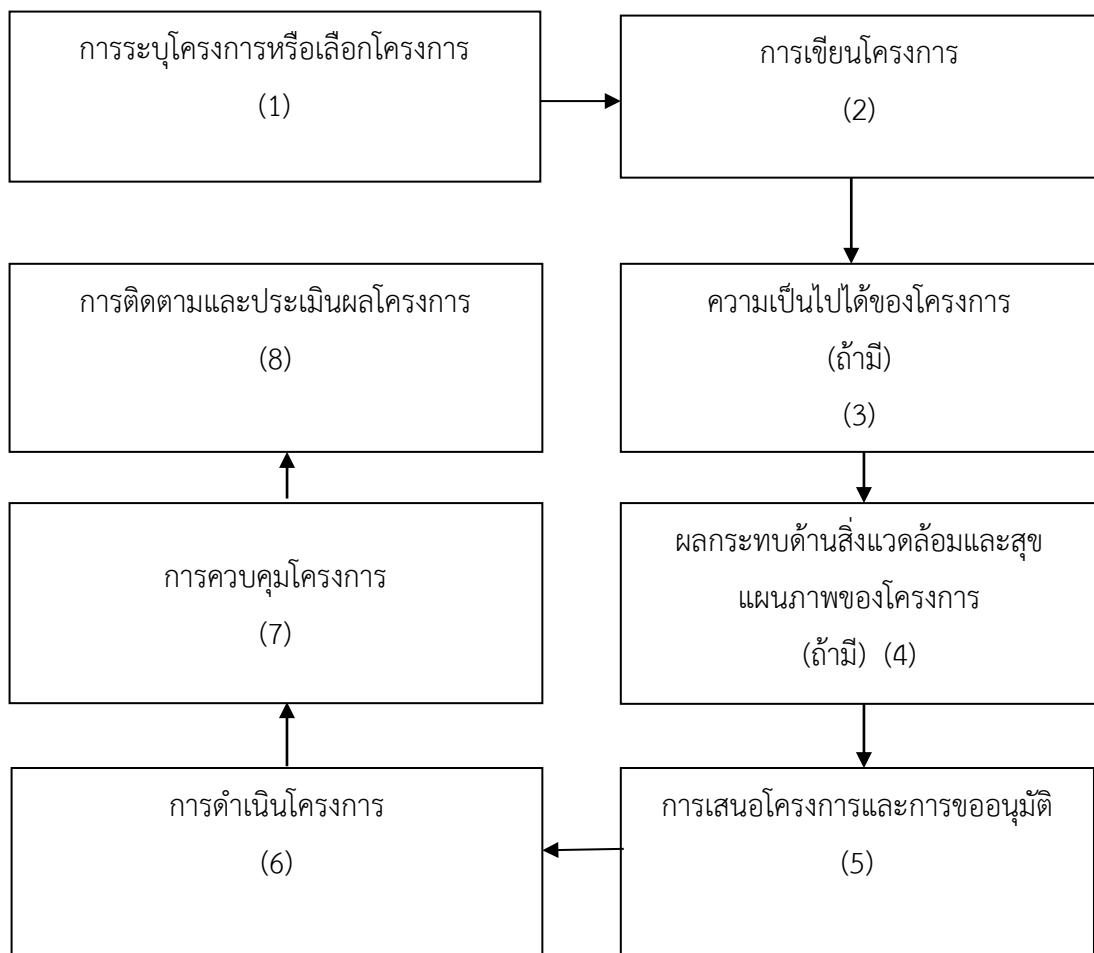 การระบุโครงการหรือเลือกโครงการ
(1)
การเขียนโครงการ
(2)
ความเป็นไปได้ของโครงการ
(ถ้ามี)
(3)
ผลกระทบด้านสิ่งแวดล้อมและสุข
แผนภาพของโครงการ
(ถ้ามี) (4)
การเสนอโครงการและการขออนุมัติ
(5)
การดำเนินโครงการ
(6)
การควบคุมโครงการ
(7)
การติดตามและประเมินผลโครงการ
(8)